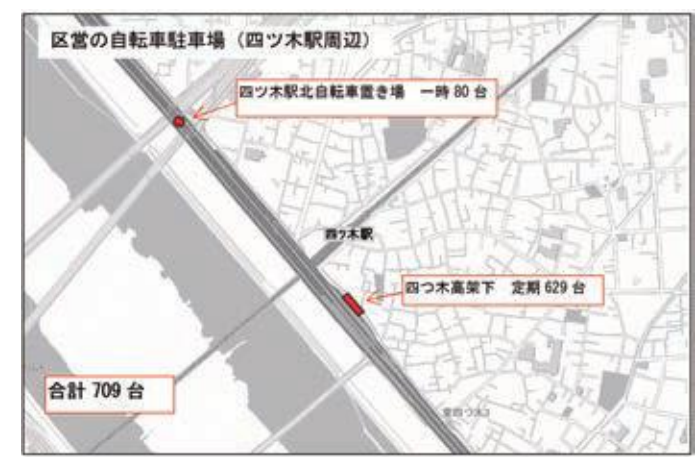 区営の自転車駐車場（四ツ木駅周辺）
四ツ木駅北自転車置き場　一時 80 台
四ツ木駅
四つ木高架下　定期 629 台
合計 709 台